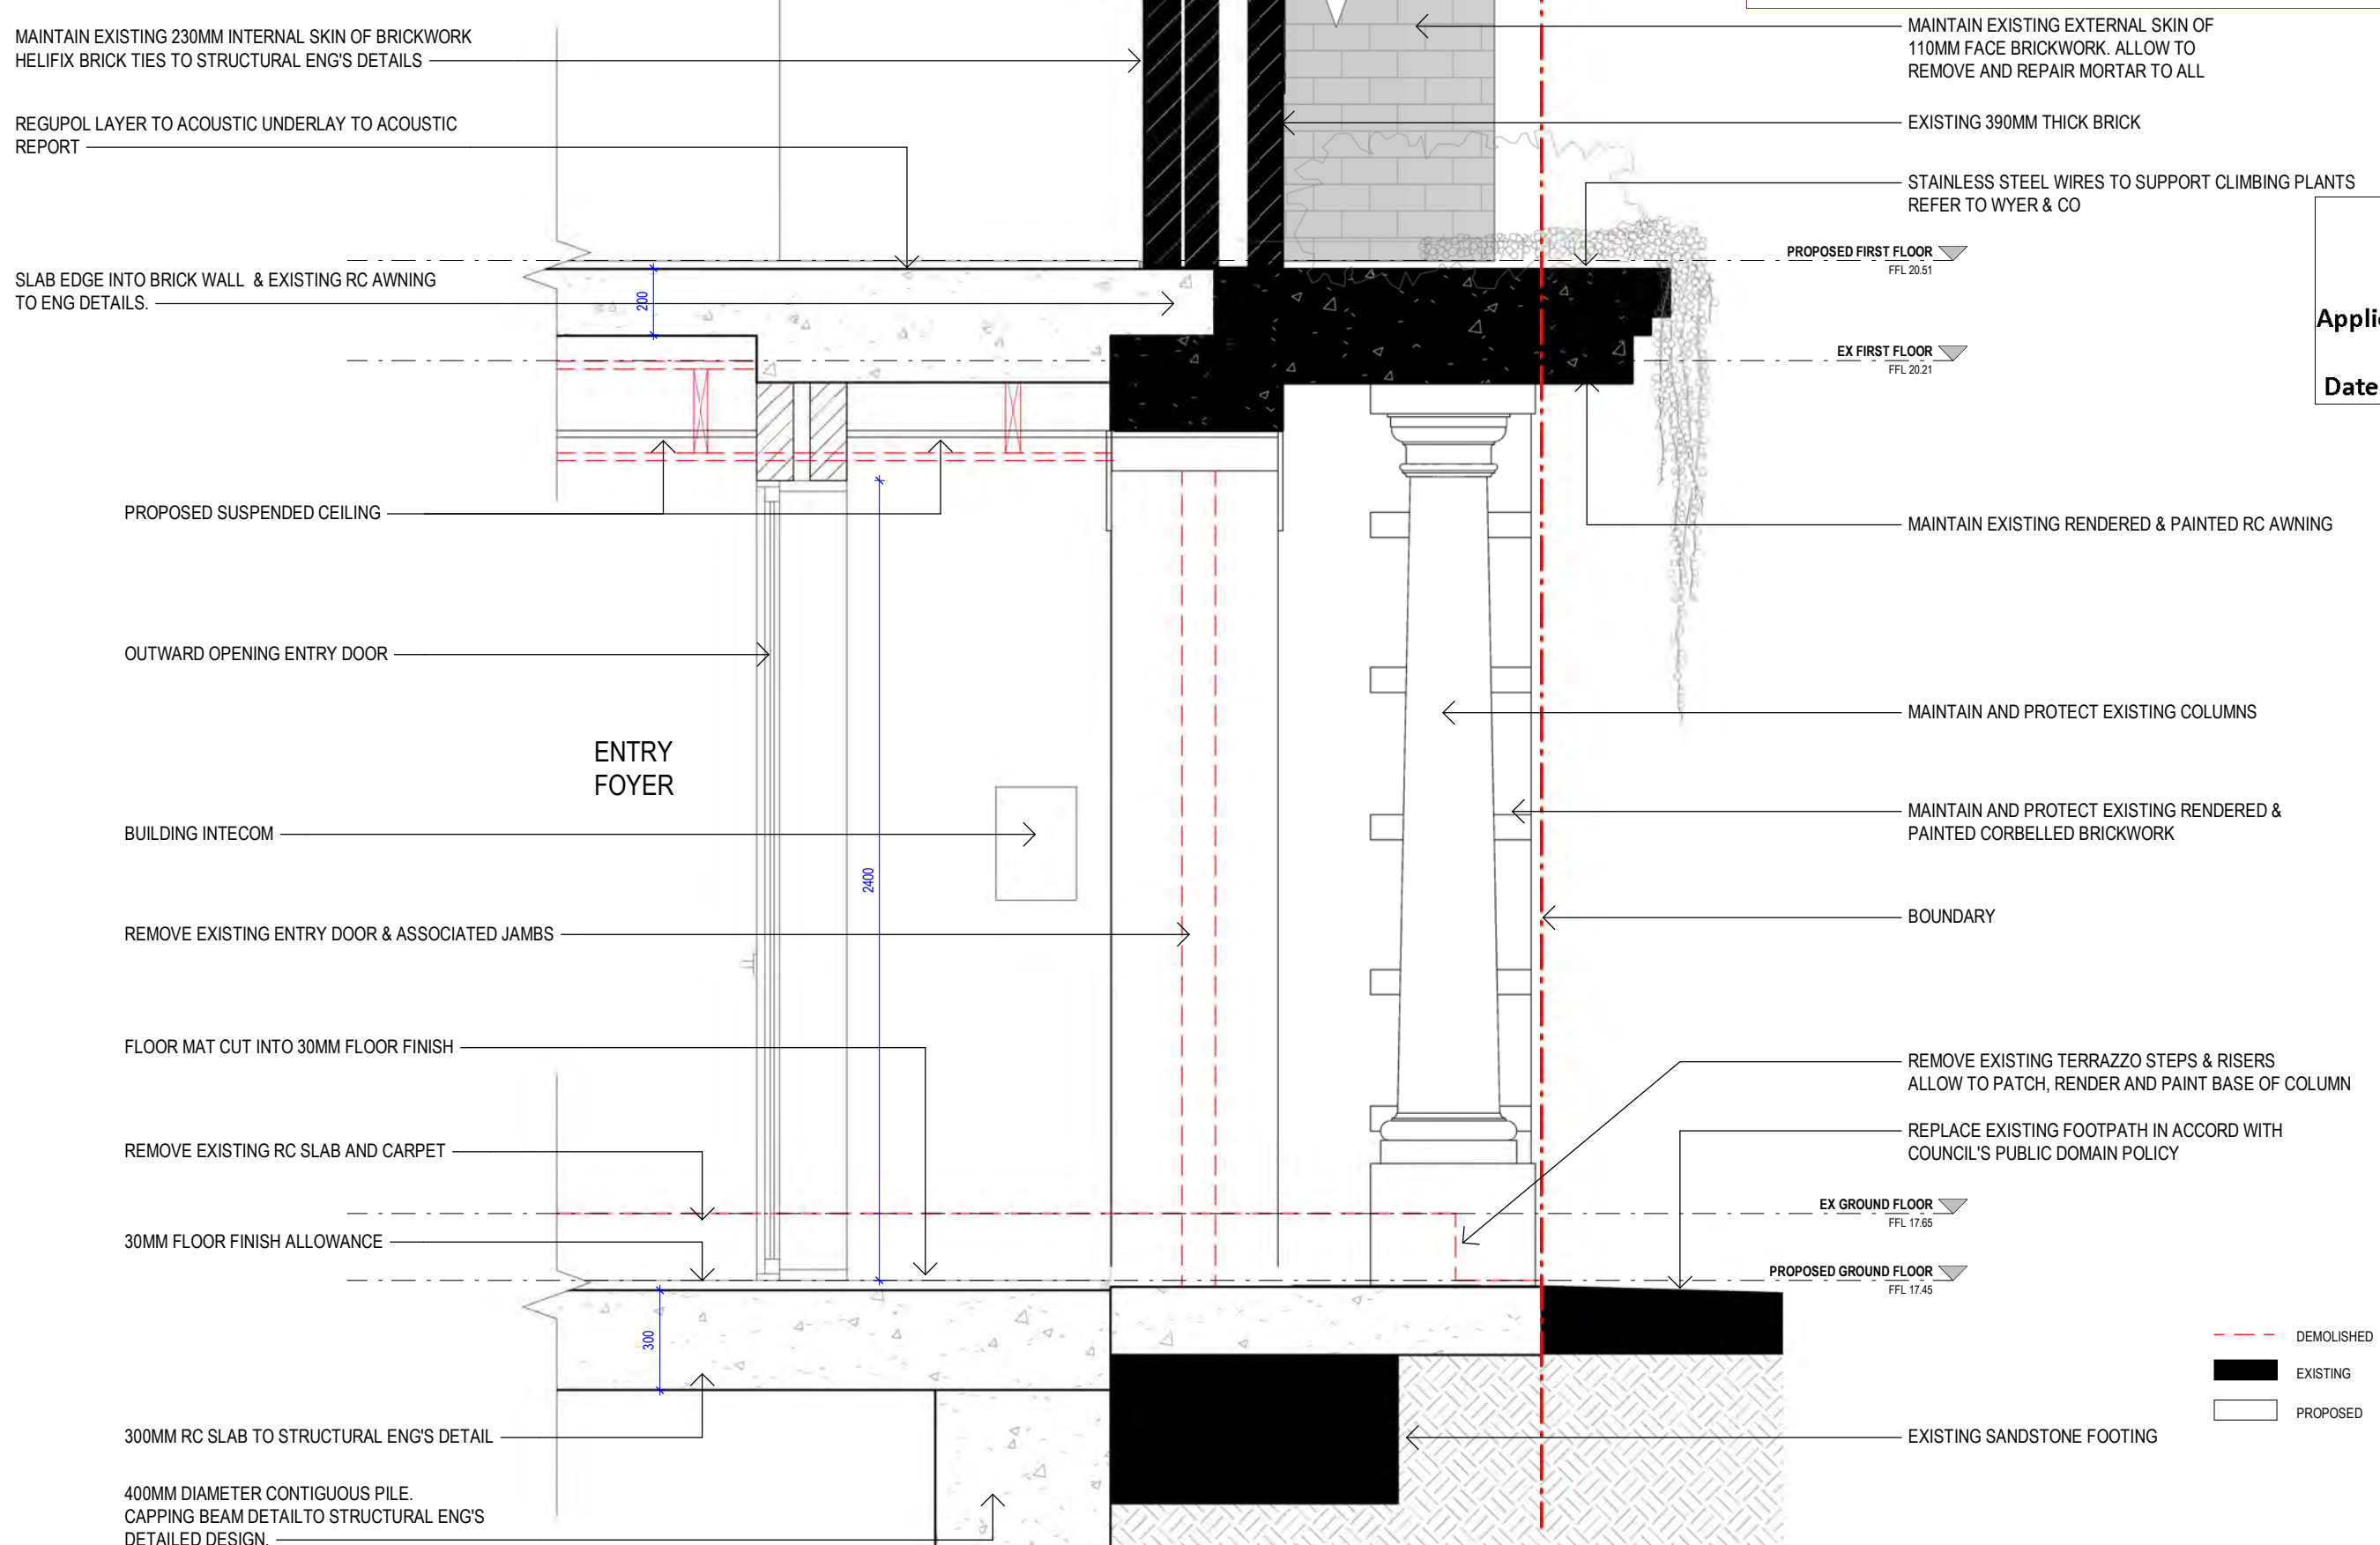 MAINTAIN EXISTING 230MM INTERNAL SKIN OF BRICKWORK
HELIFIX BRICK TIES TO STRUCTURAL ENG'S DETAILS
REGUPOL LAYER TO ACOUSTIC UNDERLAY TO ACOUSTIC
REPORT
SLAB EDGE INTO BRICK WALL & EXISTING RC AWNING
TO ENG DETAILS.
200
PROPOSED SUSPENDED CEILING
OUTWARD OPENING ENTRY DOOR
ENTRY
FOYER
BUILDING INTECOM
2400
REMOVE EXISTING ENTRY DOOR & ASSOCIATED JAMBS
FLOOR MAT CUT INTO 30MM FLOOR FINISH
REMOVE EXISTING RC SLAB AND CARPET
30MM FLOOR FINISH ALLOWANCE
300
300MM RC SLAB TO STRUCTURAL ENG'S DETAIL
400MM DIAMETER CONTIGUOUS PILE.
CAPPING BEAM DETAILTO STRUCTURAL ENG'S
DETAILED DESIGN.
MAINTAIN EXISTING EXTERNAL SKIN OF
110MM FACE BRICKWORK. ALLOW TO
REMOVE AND REPAIR MORTAR TO ALL
EXISTING 390MM THICK BRICK
STAINLESS STEEL WIRES TO SUPPORT CLIMBING PLANTS
REFER TO WYER & CO
PROPOSED FIRST FLOOR
FFL 20.51
EX FIRST FLOOR
FFL 20.21
Applic
Date
MAINTAIN EXISTING RENDERED & PAINTED RC AWNING
MAINTAIN AND PROTECT EXISTING COLUMNS
MAINTAIN AND PROTECT EXISTING RENDERED &
PAINTED CORBELLED BRICKWORK
BOUNDARY
REMOVE EXISTING TERRAZZO STEPS & RISERS
ALLOW TO PATCH, RENDER AND PAINT BASE OF COLUMN
REPLACE EXISTING FOOTPATH IN ACCORD WITH
COUNCIL'S PUBLIC DOMAIN POLICY
EX GROUND FLOOR
FFL 17.65
PROPOSED GROUND FLOOR
FFL 17.45
DEMOLISHED
EXISTING
PROPOSED
EXISTING SANDSTONE FOOTING